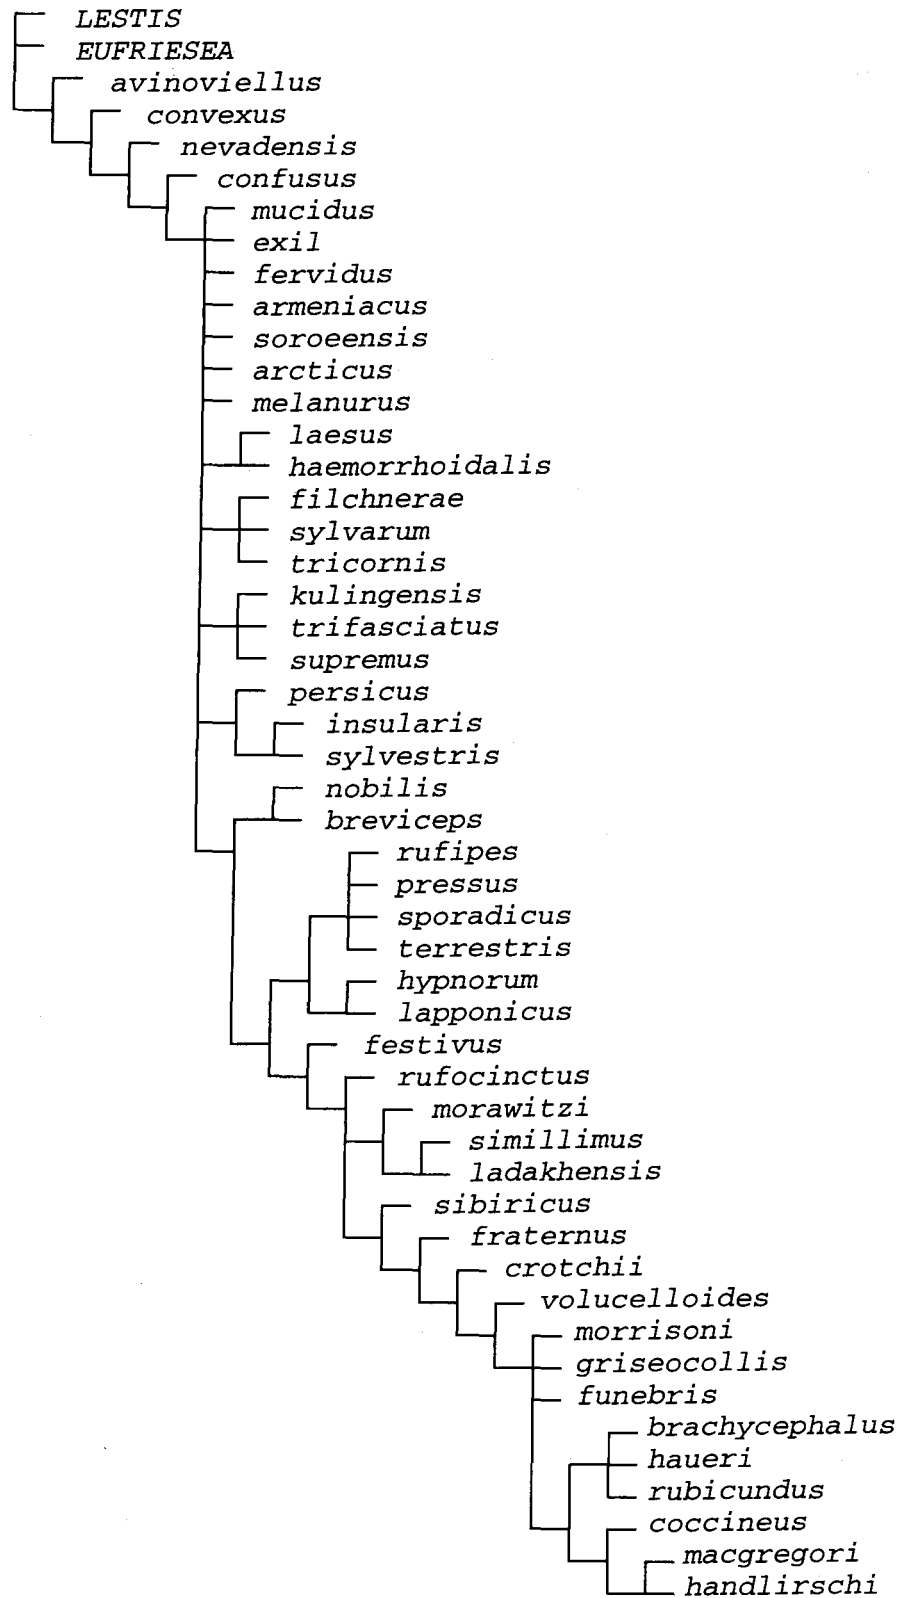 LESTIS
EUFRIESEA
avinoviellus
convexus
nevadensis
confusus
mucidus
exil
fervidus
armeniacus
soroeensis
arcticus
melanurus
laesus
haemorrhoidalis
filchnerae
sylvarum
tricornis
kulingensis
trifasciatus
supremus
persicus
insularis
sylvestris
nobilis
breviceps
rufipes
pressus
sporadicus
terrestris
hypnorum
lapponicus
festivus
rufocinctus
morawitzi
simillimus
ladakhensis
sibiricus
fraternus
crotchii
volucelloides
morrisoni
griseocollis
funebris
brachycephalus
haueri
rubicundus
coccineus
macgregori
handlirschi